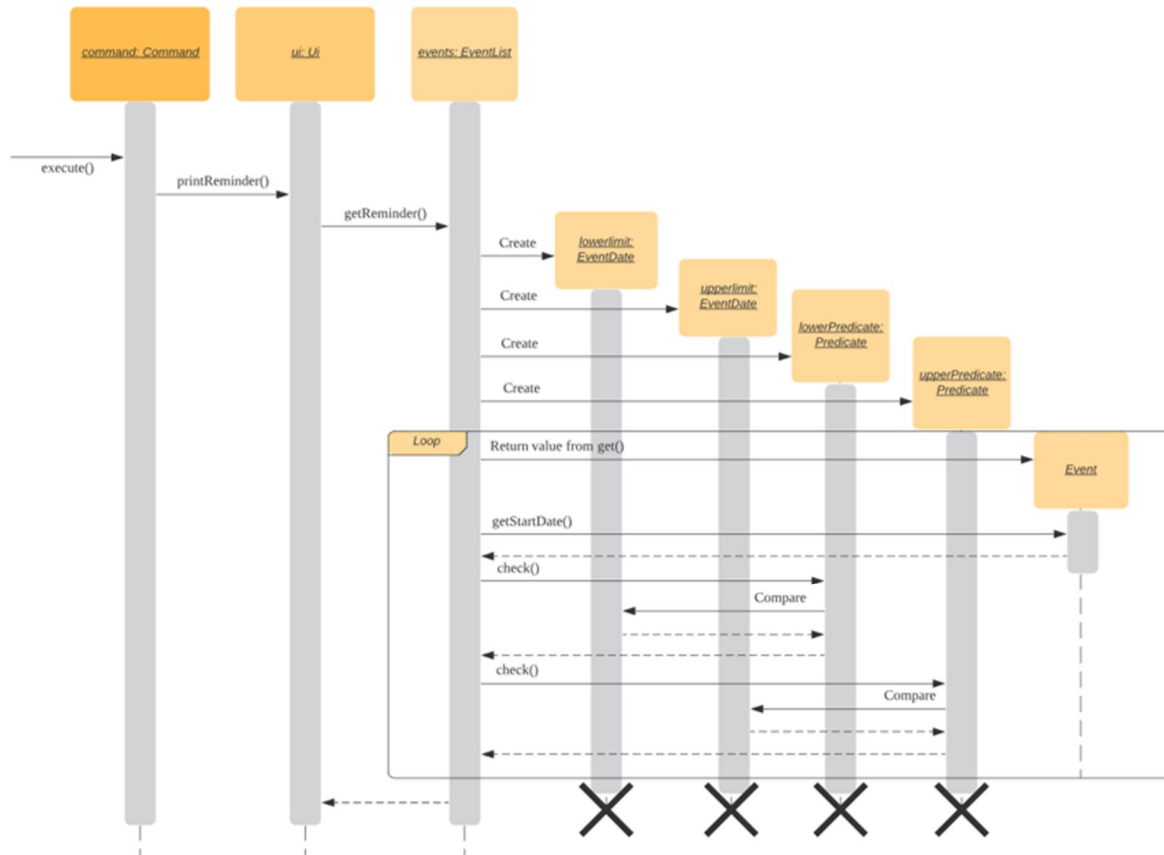 command: Command
ui: Ui
events: EventList
execute()
printReminder()
getReminder()
Create
lowerlimit:
EventDate
Create
upperlimit:
EventDate
Create
lowerPredicate:
Predicate
Create
upperPredicate:
Predicate
Loop
Return value from get()
Event
getStartDate()
check()
Compare
check()
Compare